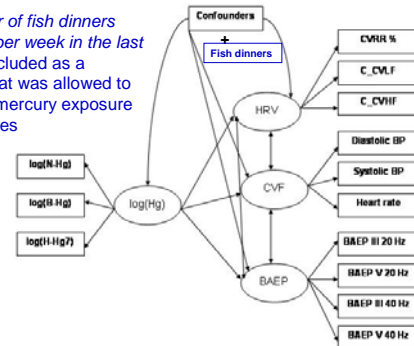 r of fish dinners
per week in the last
cluded as a
at was allowed to
mercury exposure
es
Confounders
+
Fish dinners
CVRR %
C_CVLF
C_CVHF
HRV
Diastolic BP
Systolic BP
Heart rate
log(N-Hg)
log(B-Hg)
log(H-Hg7)
log(Hg)
CVF
BAEP III 20 Hz
BAEP V 20 Hz
BAEP III 40 Hz
BAEP V 40 Hz
BAEP